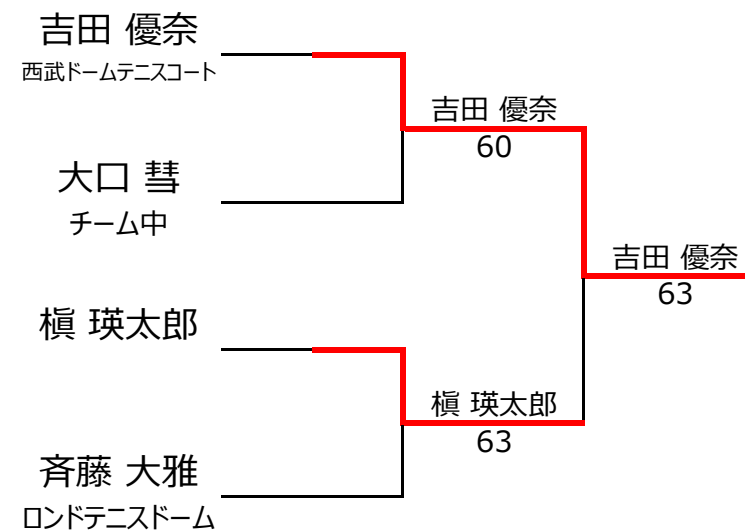 吉田 優奈
西武ドームテニスコート
吉田 優奈
60
大口 彗
チーム中
吉田 優奈
63
槇 瑛太郎
槇 瑛太郎
63
斉藤 大雅
ロンドテニスドーム